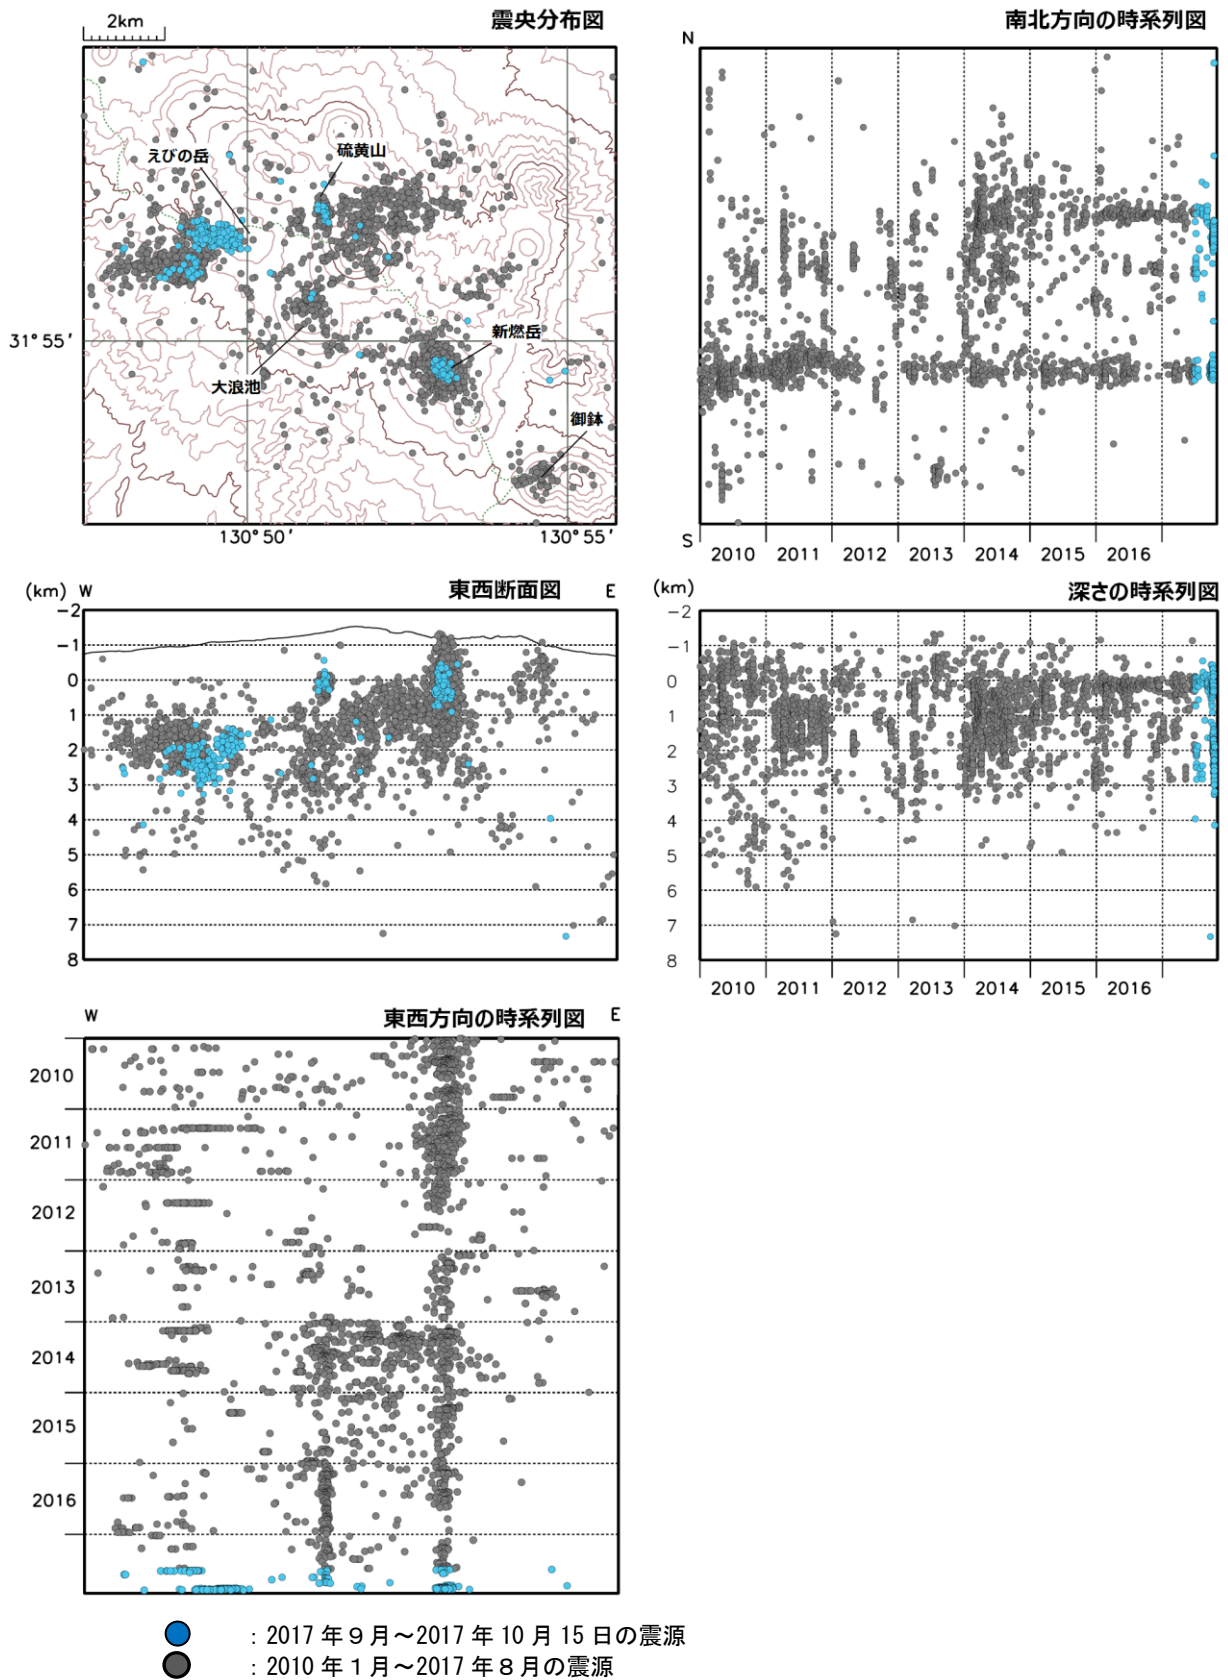 2km
震央分布図
えびの岳
硫黄山
新燃岳
大浪池
御鉢
31°55′
130°50′
130°55′
南北方向の時系列図
N
S
2010 2011 2012 2013 2014 2015 2016
(km) W 東西断面図 E
-2
-1
0
1
2
3
4
5
6
7
8
(km) 深さの時系列図
-2
-1
0
1
2
3
4
5
6
7
8
2010 2011 2012 2013 2014 2015 2016
W 東西方向の時系列図 E
2010
2011
2012
2013
2014
2015
2016
：2017 年９月～2017 年 10 月 15 日の震源
：2010 年１月～2017 年８月の震源